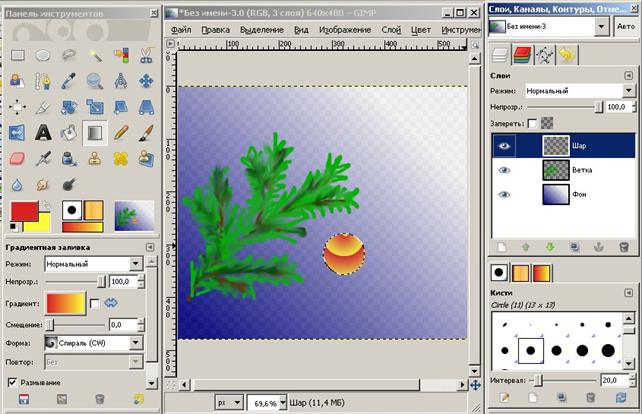 Панель инструментов
Градиентная заливка
Режим: Нормальный
Непрозр.: 100,0
Градиент:
Смещение: 0,0
Форма: Спираль (CW)
Повтор: Без
Размывание
*Без имени-3.0 (RGB, 3 слоя) 640x480 – GIMP
Файл Правка Выделение Вид Изображение Слой Цвет Инструмен
0 100 200 300
0
100
200
300
400
px 69,6% Шар (11,4 МБ)
Слои, Каналы, Контуры, Отме...
Без имени-3 Авто
Слои
Режим: Нормальный
Непрозр.: 100,0
Запереть:
Шар
Ветка
Фон
Кисти
Circle (11) (13 x 13)
Интервал: 20,0